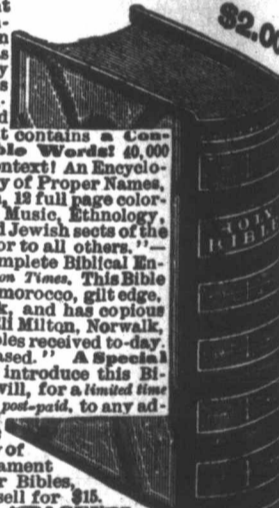 $2.00
HOLY
BIBLE
t contains a Con-
ble Words! 40,000
ntext! An Encyclo-
y of Proper Names,
, 12 full page color-
Music, Ethnology,
d Jewish sects of the
or to all others."—
mplete Biblical En-
on Times. This Bible
morocco, gilt edge,
k, and has copious
li Milton, Norwalk,
les received to-day.
ased." A Special
introduce this Bi-
will, for a limited time
post-paid, to any ad-
y of
ament
r Bibles,
sell for $15.